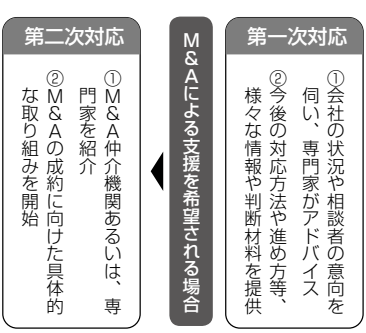 第一次対応
①会社の状況や相談者の意向を
伺い、専門家がアドバイス
②今後の対応方法や進め方等、
様々な情報や判断材料を提供
M&Aによる支援を希望される場合
第二次対応
①M&A仲介機関あるいは、専
門家を紹介
②M&Aの成約に向けた具体的
な取り組みを開始